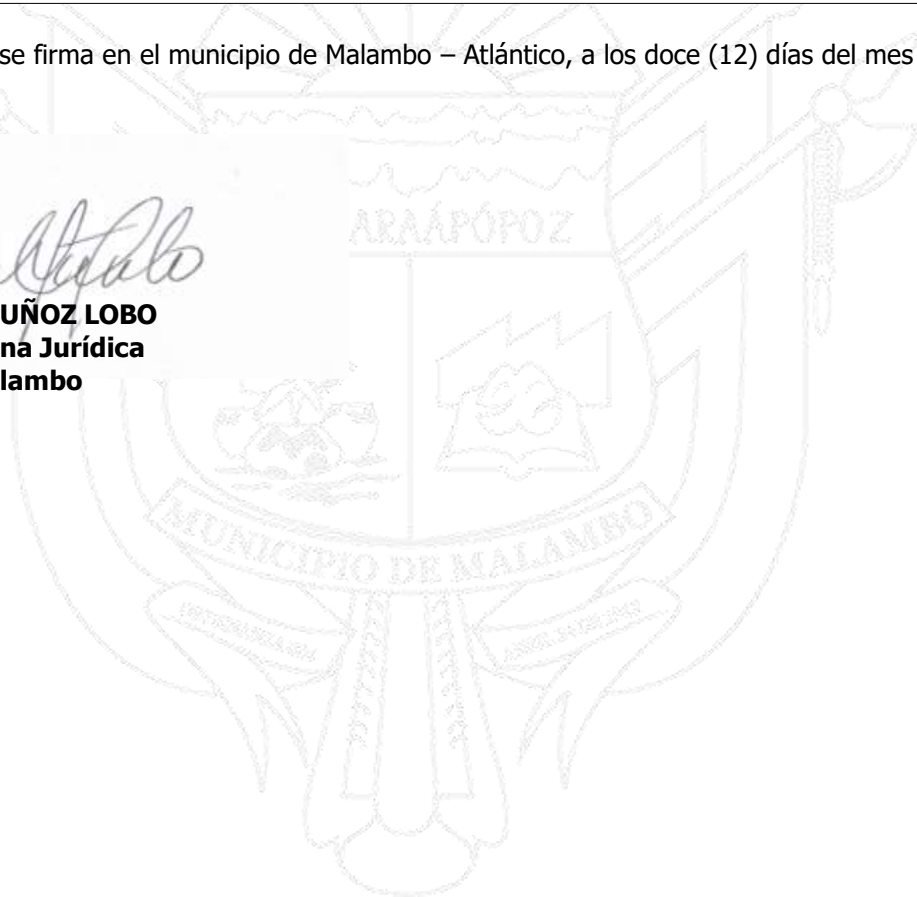 se firma en el municipio de Malambo – Atlántico, a los doce (12) días del mes
ARAÁPÓPOZ
UÑOZ LOBO
na Jurídica
lambo
MUNICIPIO DE MALAMBO